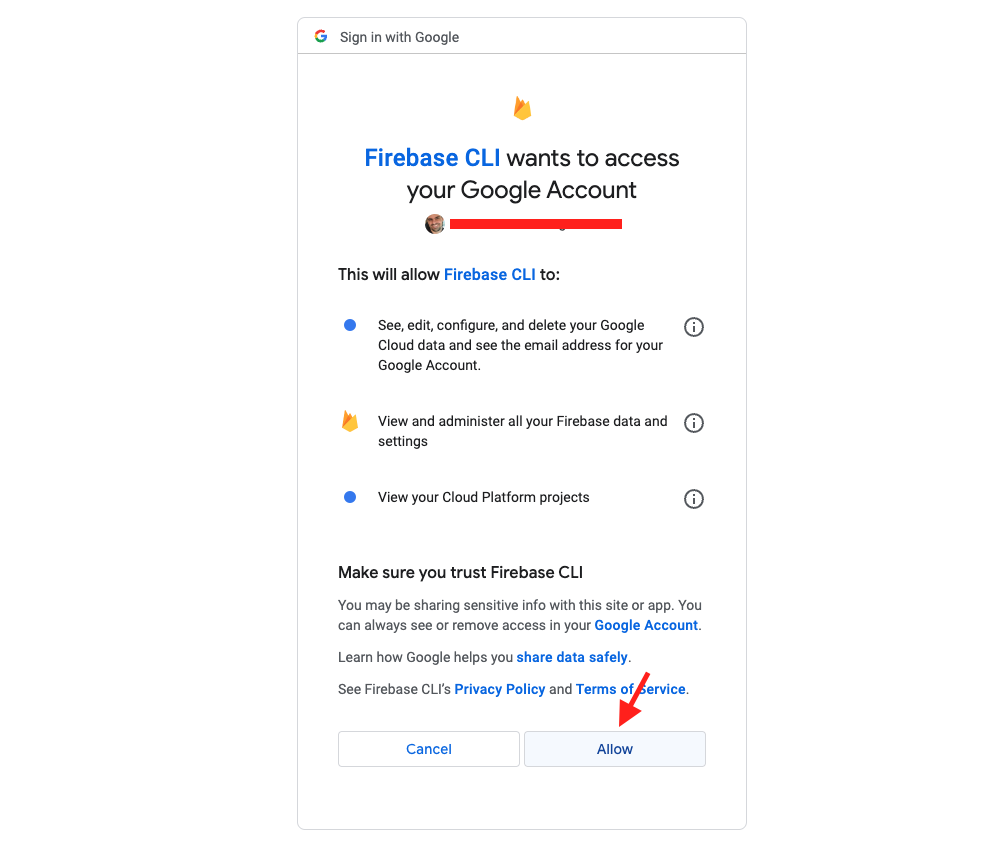 Sign in with Google
Firebase CLI wants to access
your Google Account
This will allow Firebase CLI to:
See, edit, configure, and delete your Google
Cloud data and see the email address for your
Google Account.
View and administer all your Firebase data and
settings
View your Cloud Platform projects
Make sure you trust Firebase CLI
You may be sharing sensitive info with this site or app. You
can always see or remove access in your Google Account.
Learn how Google helps you share data safely.
See Firebase CLI’s Privacy Policy and Terms of Service.
Cancel
Allow